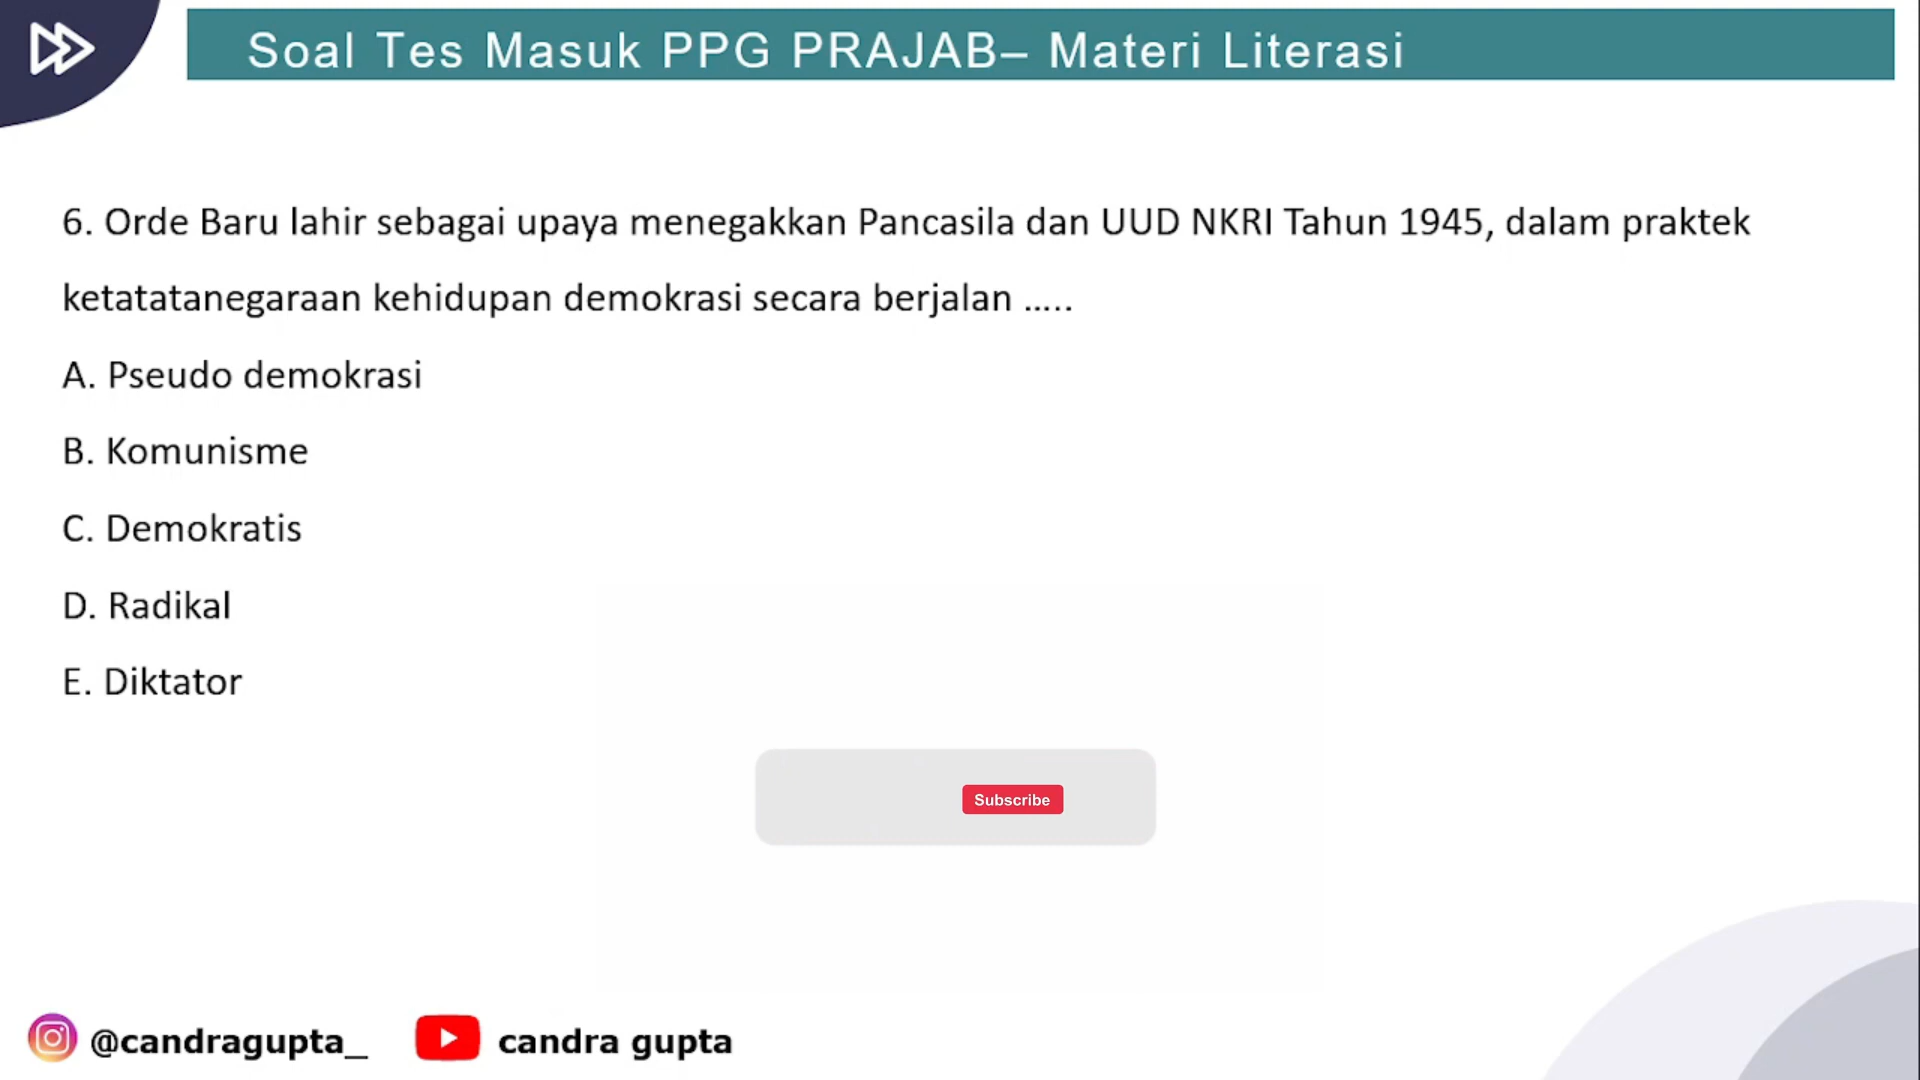 Soal Tes Masuk PPG PRAJAB– Materi Literasi
6. Orde Baru lahir sebagai upaya menegakkan Pancasila dan UUD NKRI Tahun 1945, dalam praktek
ketatatanegaraan kehidupan demokrasi secara berjalan .....
A. Pseudo demokrasi
B. Komunisme
C. Demokratis
D. Radikal
E. Diktator
Subscribe
@candragupta_ candra gupta